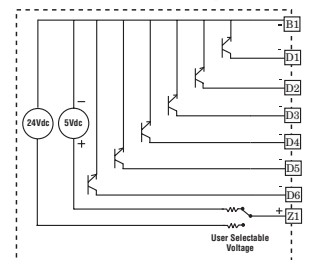 - B1
- D1
- D2
- D3
- D4
- D5
- D6
+ Z1
24Vdc
5Vdc
−
+
User Selectable
Voltage